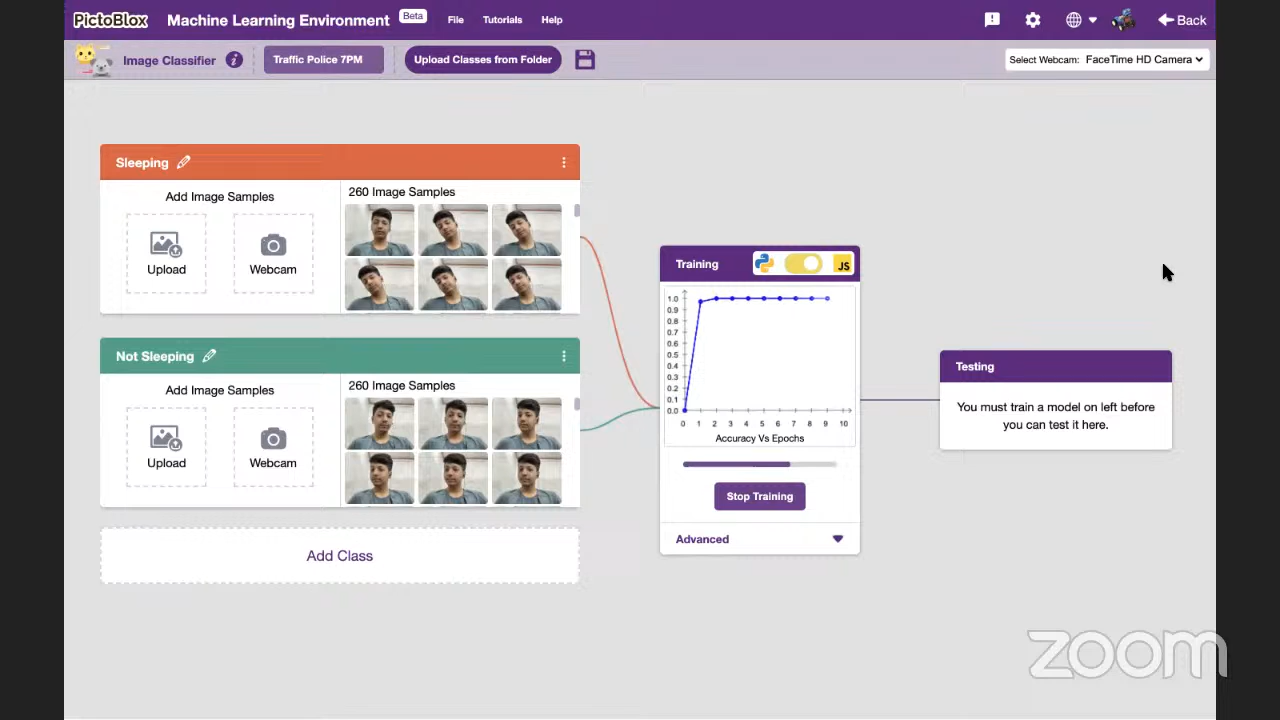 PictoBlox
Machine Learning Environment
Beta
File
Tutorials
Help
Back
Image Classifier
i
Traffic Police 7PM
Upload Classes from Folder
Select Webcam: FaceTime HD Camera
Sleeping
Add Image Samples
260 Image Samples
Upload
Webcam
Not Sleeping
Add Image Samples
260 Image Samples
Upload
Webcam
Add Class
Training
JS
1.0
0.9
0.8
0.7
0.6
0.5
0.4
0.3
0.2
0.1
0.0
0 1 2 3 4 5 6 7 8 9 10
Accuracy Vs Epochs
Stop Training
Advanced
Testing
You must train a model on left before
you can test it here.
zoom